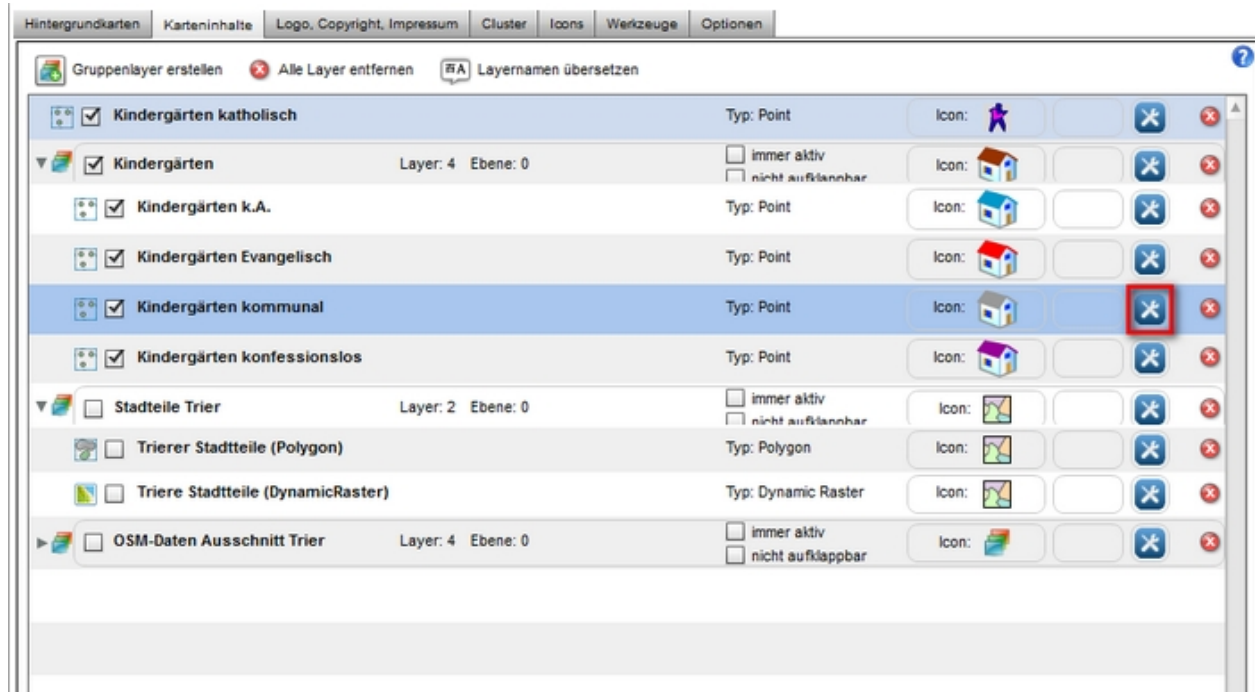 Hintergrundkarten Karteninhalte Logo, Copyright, Impressum Cluster Icons Werkzeuge Optionen
Gruppenlayer erstellen Alle Layer entfernen 百A Layernamen übersetzen ?
Kindergärten katholisch Typ: Point Icon:
Kindergärten Layer: 4 Ebene: 0 immer aktiv Icon:
nicht aufklappbar
Kindergärten k.A. Typ: Point Icon:
Kindergärten Evangelisch Typ: Point Icon:
Kindergärten kommunal Typ: Point Icon:
Kindergärten konfessionslos Typ: Point Icon:
Stadteile Trier Layer: 2 Ebene: 0 immer aktiv Icon:
nicht aufklappbar
Trierer Stadtteile (Polygon) Typ: Polygon Icon:
Triere Stadtteile (DynamicRaster) Typ: Dynamic Raster Icon:
OSM-Daten Ausschnitt Trier Layer: 4 Ebene: 0 immer aktiv Icon:
nicht aufklappbar